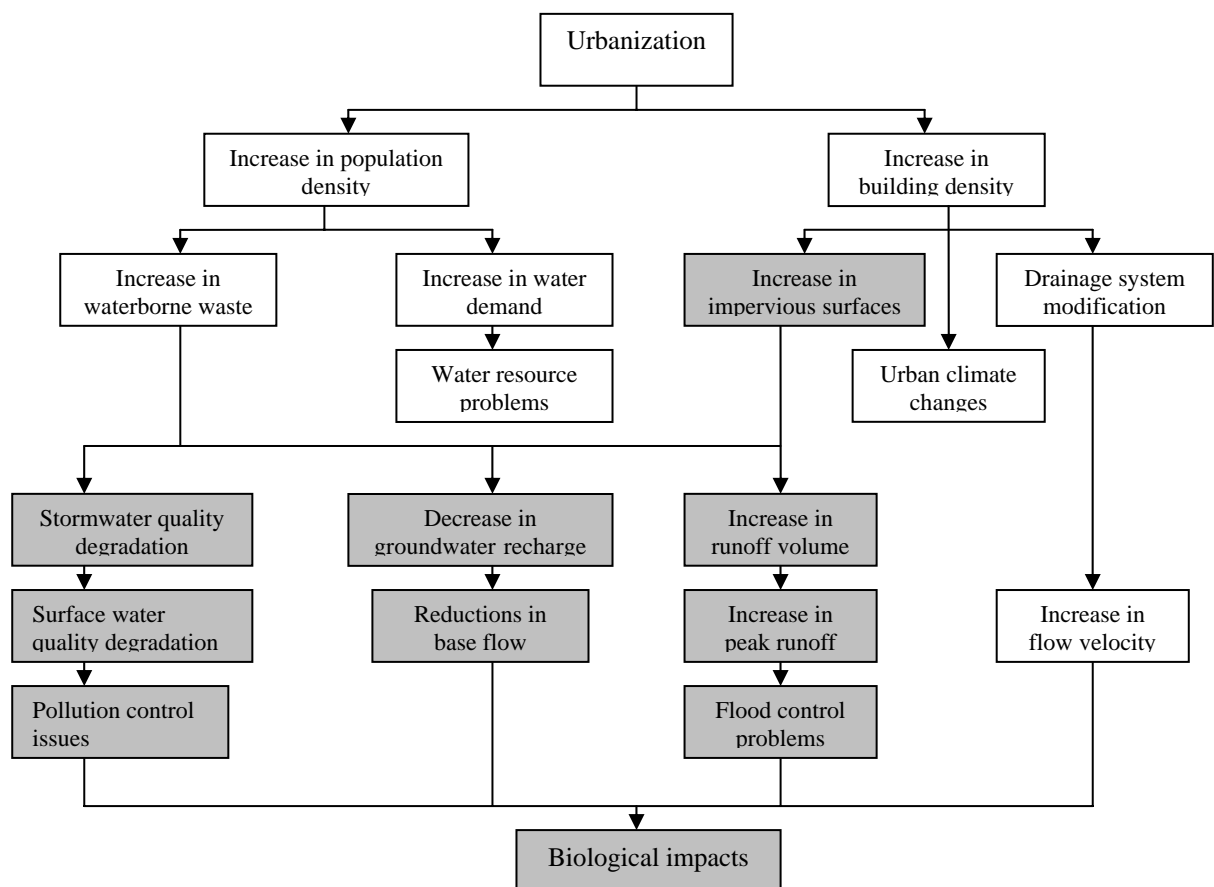 Urbanization
Increase in population
density
Increase in
building density
Increase in
waterborne waste
Increase in water
demand
Increase in
impervious surfaces
Drainage system
modification
Water resource
problems
Urban climate
changes
Stormwater quality
degradation
Decrease in
groundwater recharge
Increase in
runoff volume
Surface water
quality degradation
Reductions in
base flow
Increase in
peak runoff
Increase in
flow velocity
Pollution control
issues
Flood control
problems
Biological impacts